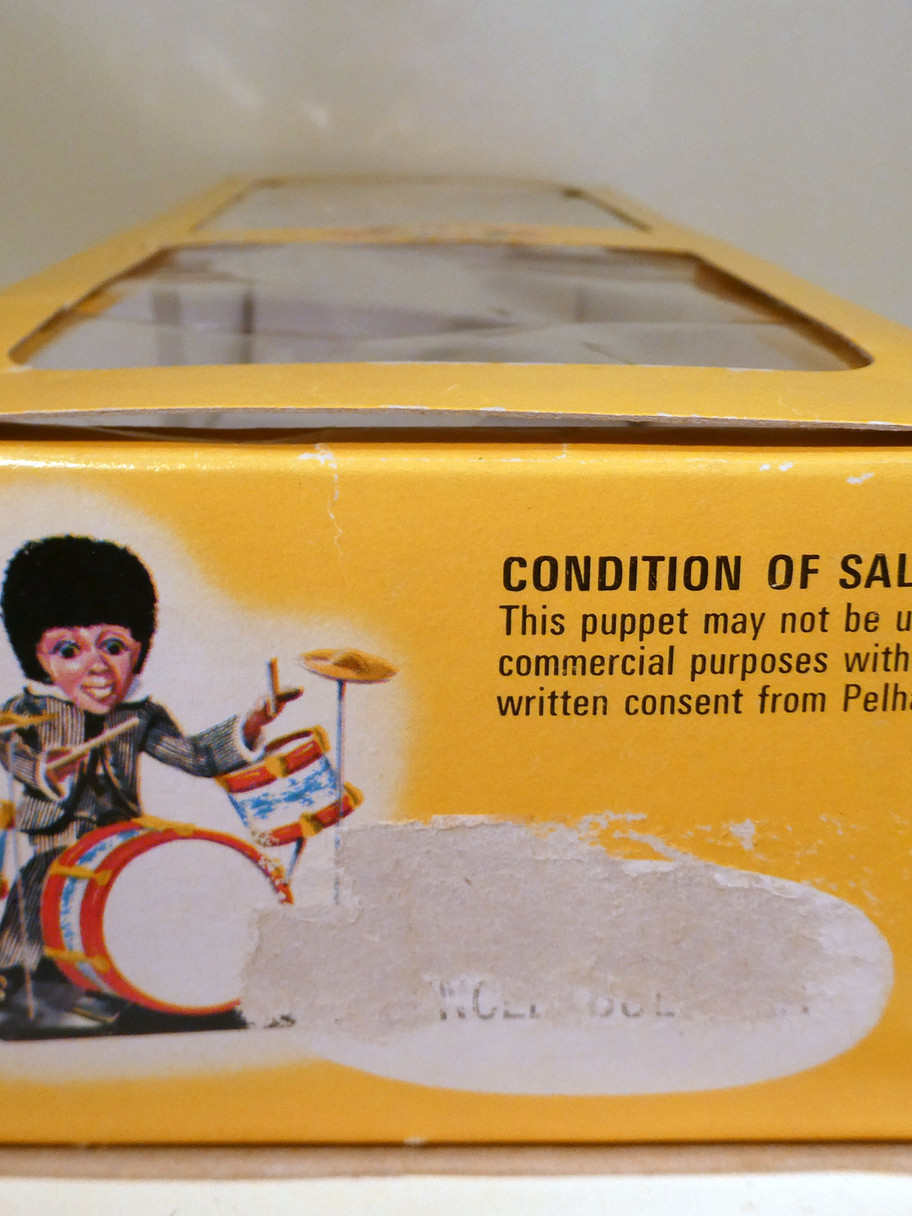 CONDITION OF SAL
This puppet may not be u
commercial purposes with
written consent from Pelha